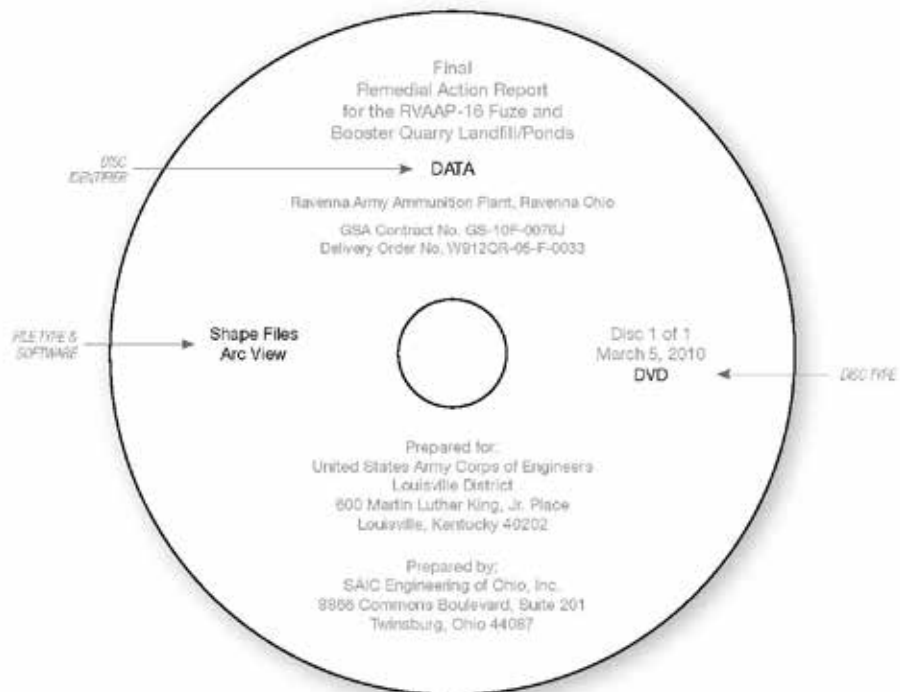 Final
Remedial Action Report
for the RVAAP-16 Fuze and
Booster Quarry Landfill/Ponds
DISC
IDENTIFIER
DATA
Ravenna Army Ammunition Plant, Ravenna Ohio
GSA Contract No. GS-10F-0076J
Delivery Order No. W912QR-05-F-0033
FILE TYPE &
SOFTWARE
Shape Files
Arc View
Disc 1 of 1
March 5, 2010
DVD
DISC TYPE
Prepared for:
United States Army Corps of Engineers
Louisville District
600 Martin Luther King, Jr. Place
Louisville, Kentucky 40202
Prepared by:
SAIC Engineering of Ohio, Inc.
8866 Commons Boulevard, Suite 201
Twinsburg, Ohio 44087